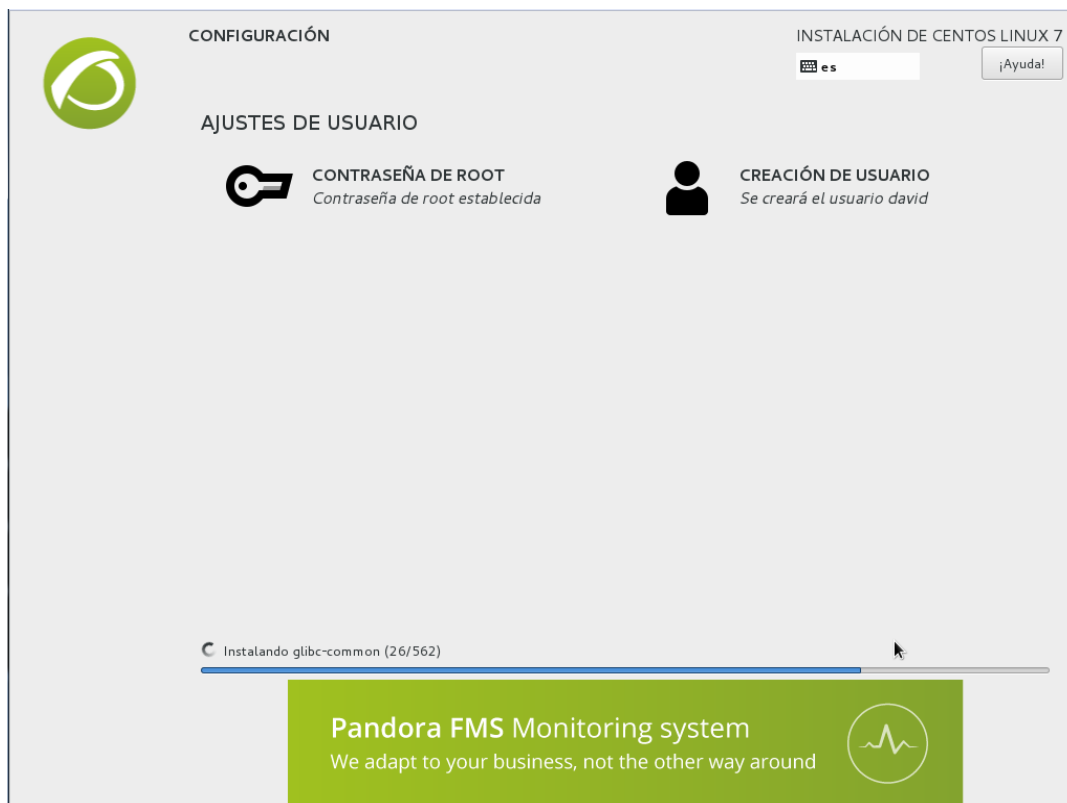 CONFIGURACIÓN
INSTALACIÓN DE CENTOS LINUX 7
es
¡Ayuda!
AJUSTES DE USUARIO
CONTRASEÑA DE ROOT
Contraseña de root establecida
CREACIÓN DE USUARIO
Se creará el usuario david
Instalando glibc-common (26/562)
Pandora FMS Monitoring system
We adapt to your business, not the other way around